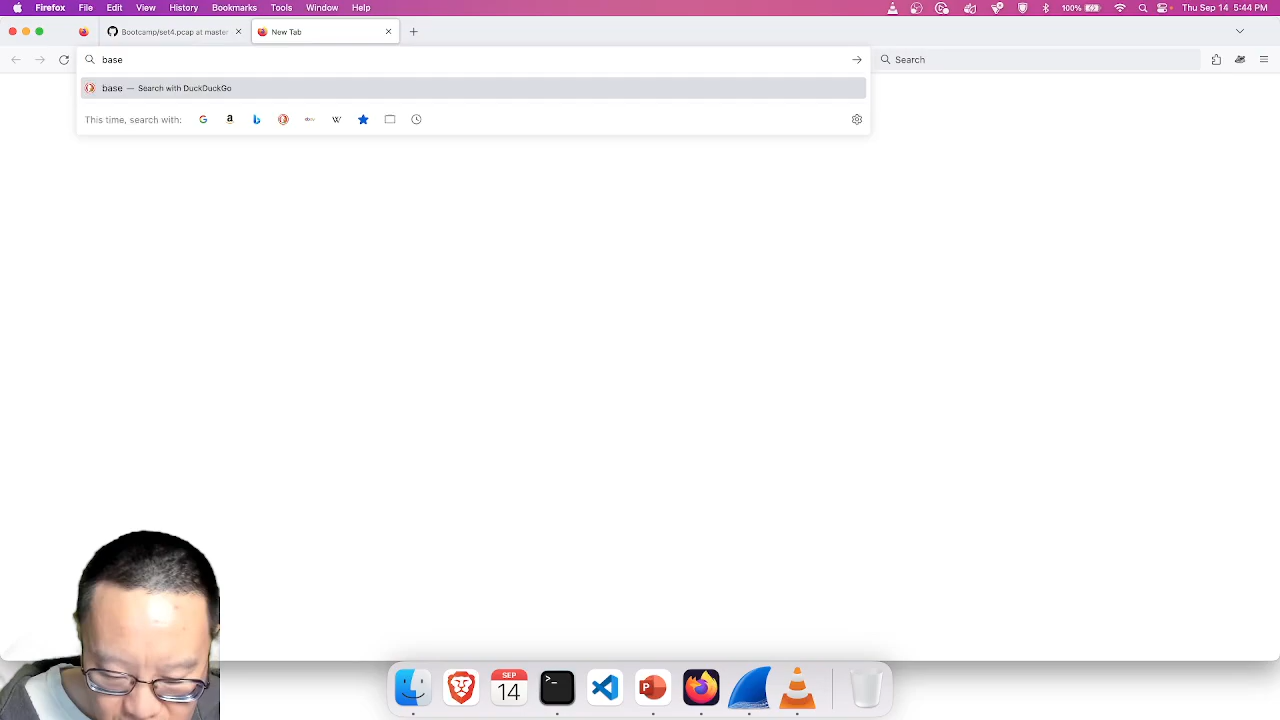 Firefox File Edit View History Bookmarks Tools Window Help 100% Thu Sep 14 5:44 PM
Bootcamp/set4.pcap at master New Tab
base Search
base — Search with DuckDuckGo
This time, search with:
SEP
14